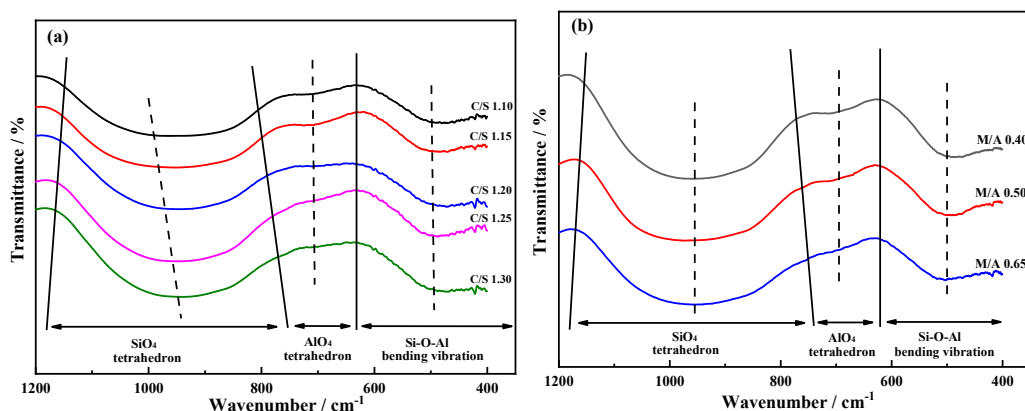 (a)
Transmittance / %
C/S 1.10
C/S 1.15
C/S 1.20
C/S 1.25
C/S 1.30
SiO₄
tetrahedron
AlO₄
tetrahedron
Si-O-Al
bending vibration
1200 1000 800 600 400
Wavenumber / cm⁻¹
(b)
Transmittance / %
M/A 0.40
M/A 0.50
M/A 0.65
SiO₄
tetrahedron
AlO₄
tetrahedron
Si-O-Al
bending vibration
1200 1000 800 600 400
Wavenumber / cm⁻¹